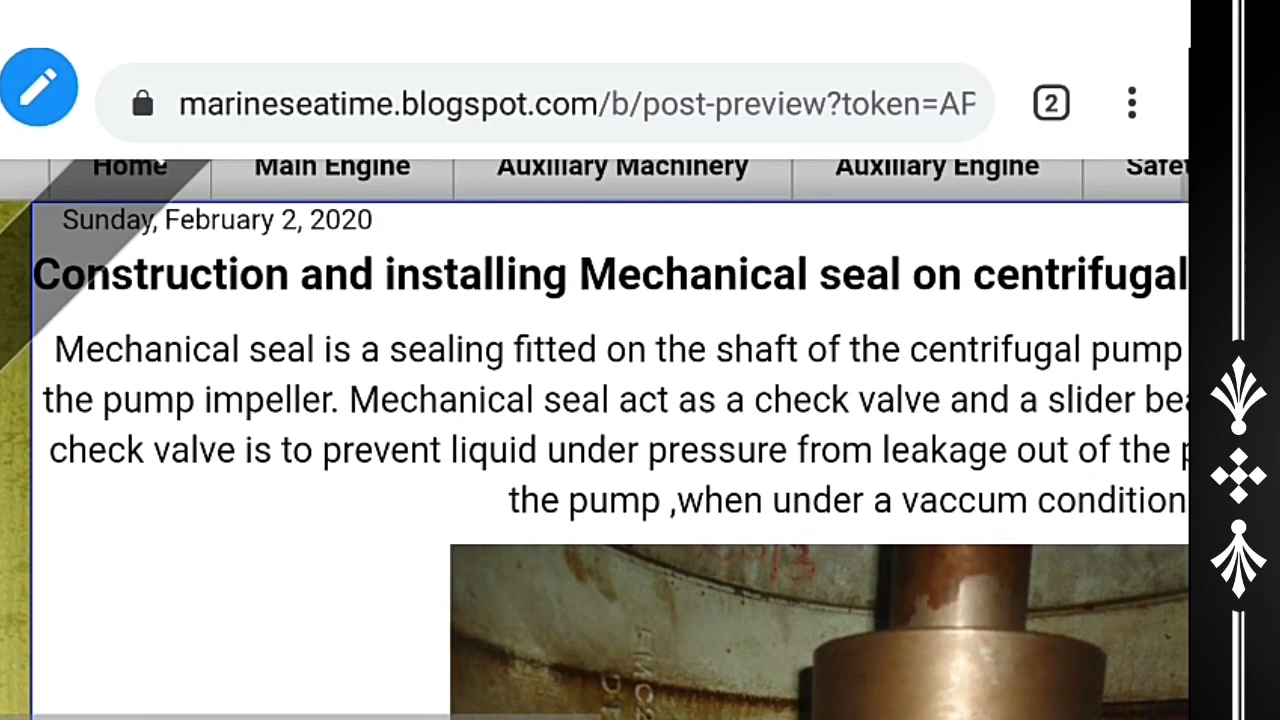 marineseatime.blogspot.com/b/post-preview?token=AF
2
Home Main Engine Auxiliary Machinery Auxiliary Engine Safet
Sunday, February 2, 2020
Construction and installing Mechanical seal on centrifugal
Mechanical seal is a sealing fitted on the shaft of the centrifugal pump
the pump impeller. Mechanical seal act as a check valve and a slider bea
check valve is to prevent liquid under pressure from leakage out of the p
the pump ,when under a vaccum condition